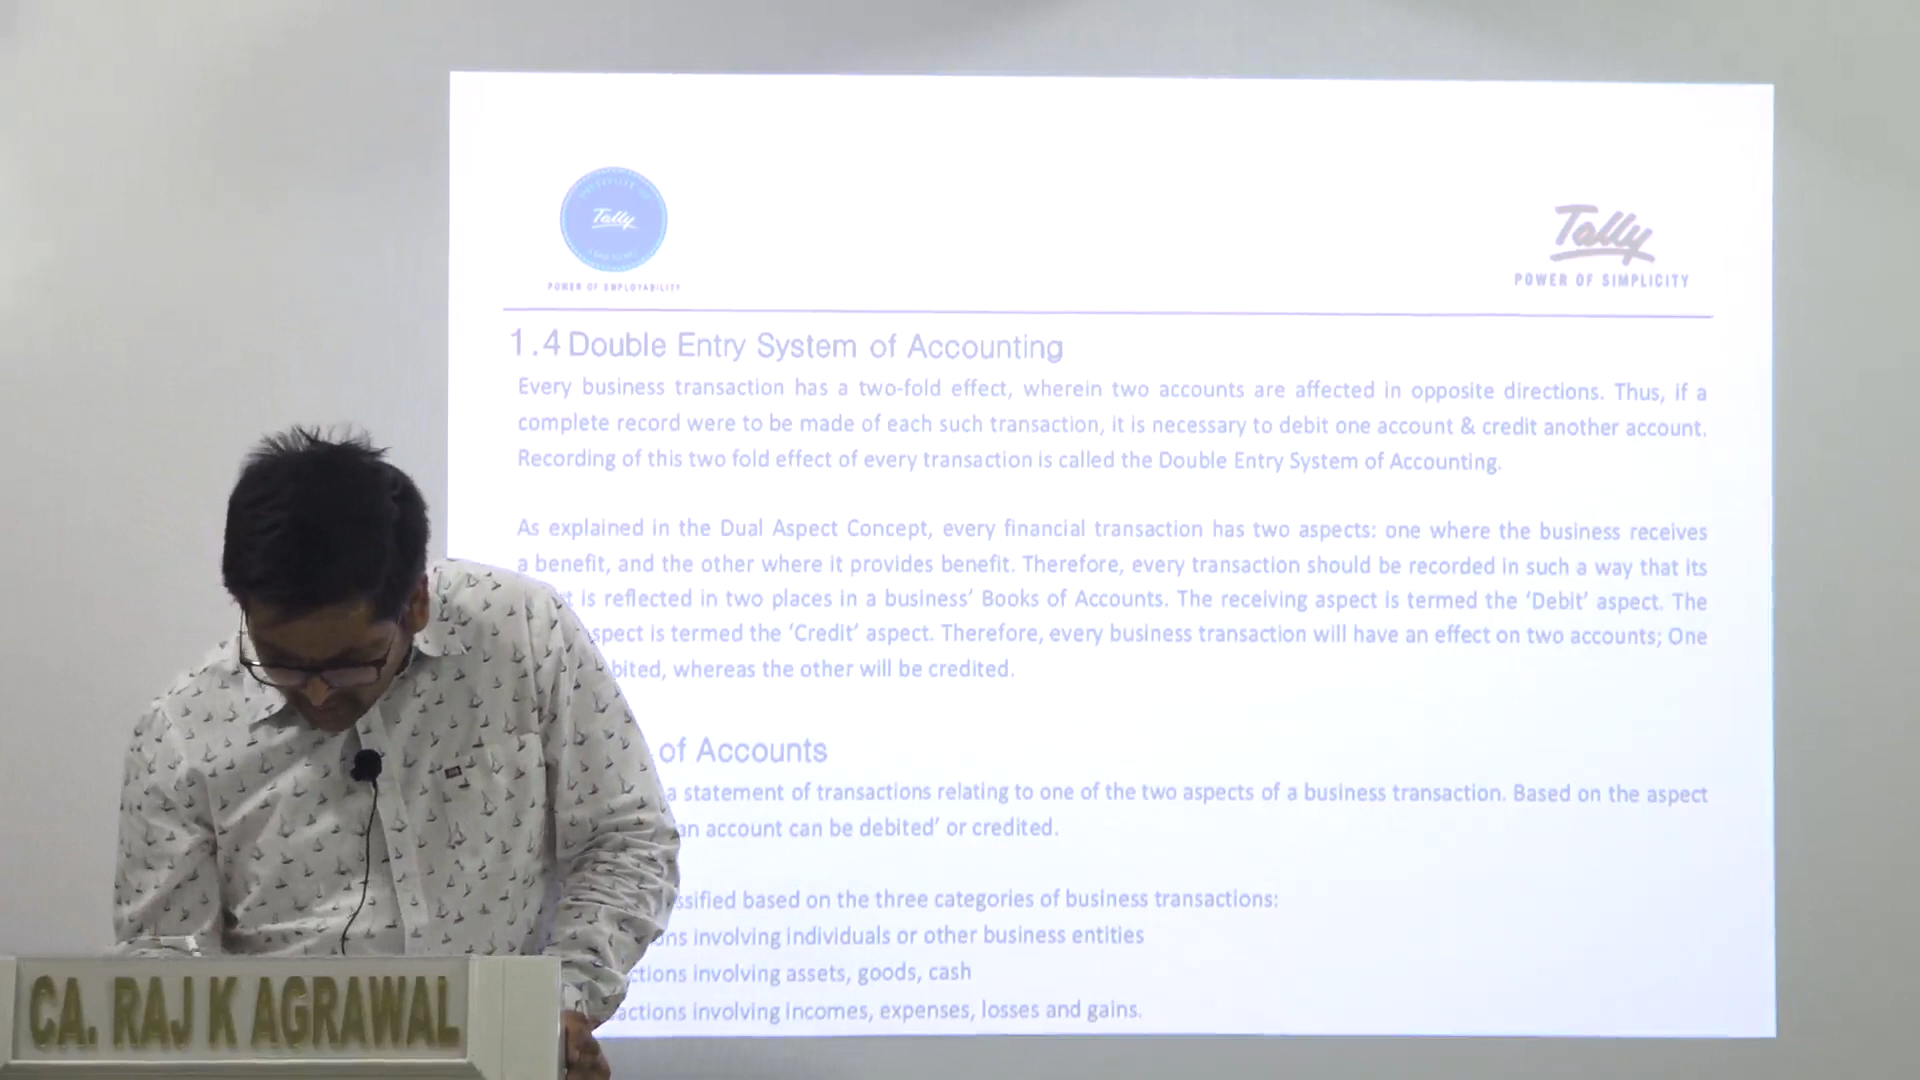 Tally
POWER OF EMPLOYABILITY
Tally
POWER OF SIMPLICITY
1.4 Double Entry System of Accounting
Every business transaction has a two-fold effect, wherein two accounts are affected in opposite directions. Thus, if a
complete record were to be made of each such transaction, it is necessary to debit one account & credit another account.
Recording of this two fold effect of every transaction is called the Double Entry System of Accounting.
As explained in the Dual Aspect Concept, every financial transaction has two aspects: one where the business receives
a benefit, and the other where it provides benefit. Therefore, every transaction should be recorded in such a way that its
is reflected in two places in a business’ Books of Accounts. The receiving aspect is termed the ‘Debit’ aspect. The
spect is termed the ‘Credit’ aspect. Therefore, every business transaction will have an effect on two accounts; One
bited, whereas the other will be credited.
of Accounts
a statement of transactions relating to one of the two aspects of a business transaction. Based on the aspect
an account can be debited’ or credited.
ssified based on the three categories of business transactions:
ons involving individuals or other business entities
ctions involving assets, goods, cash
actions involving incomes, expenses, losses and gains.
CA. RAJ K AGRAWAL